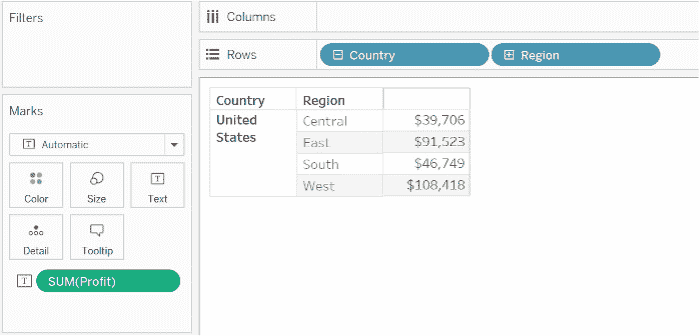 Filters
Columns
Rows
Country
Region
Marks
Automatic
Color
Size
Text
Detail
Tooltip
SUM(Profit)
Country Region
United States
Central $39,706
East $91,523
South $46,749
West $108,418